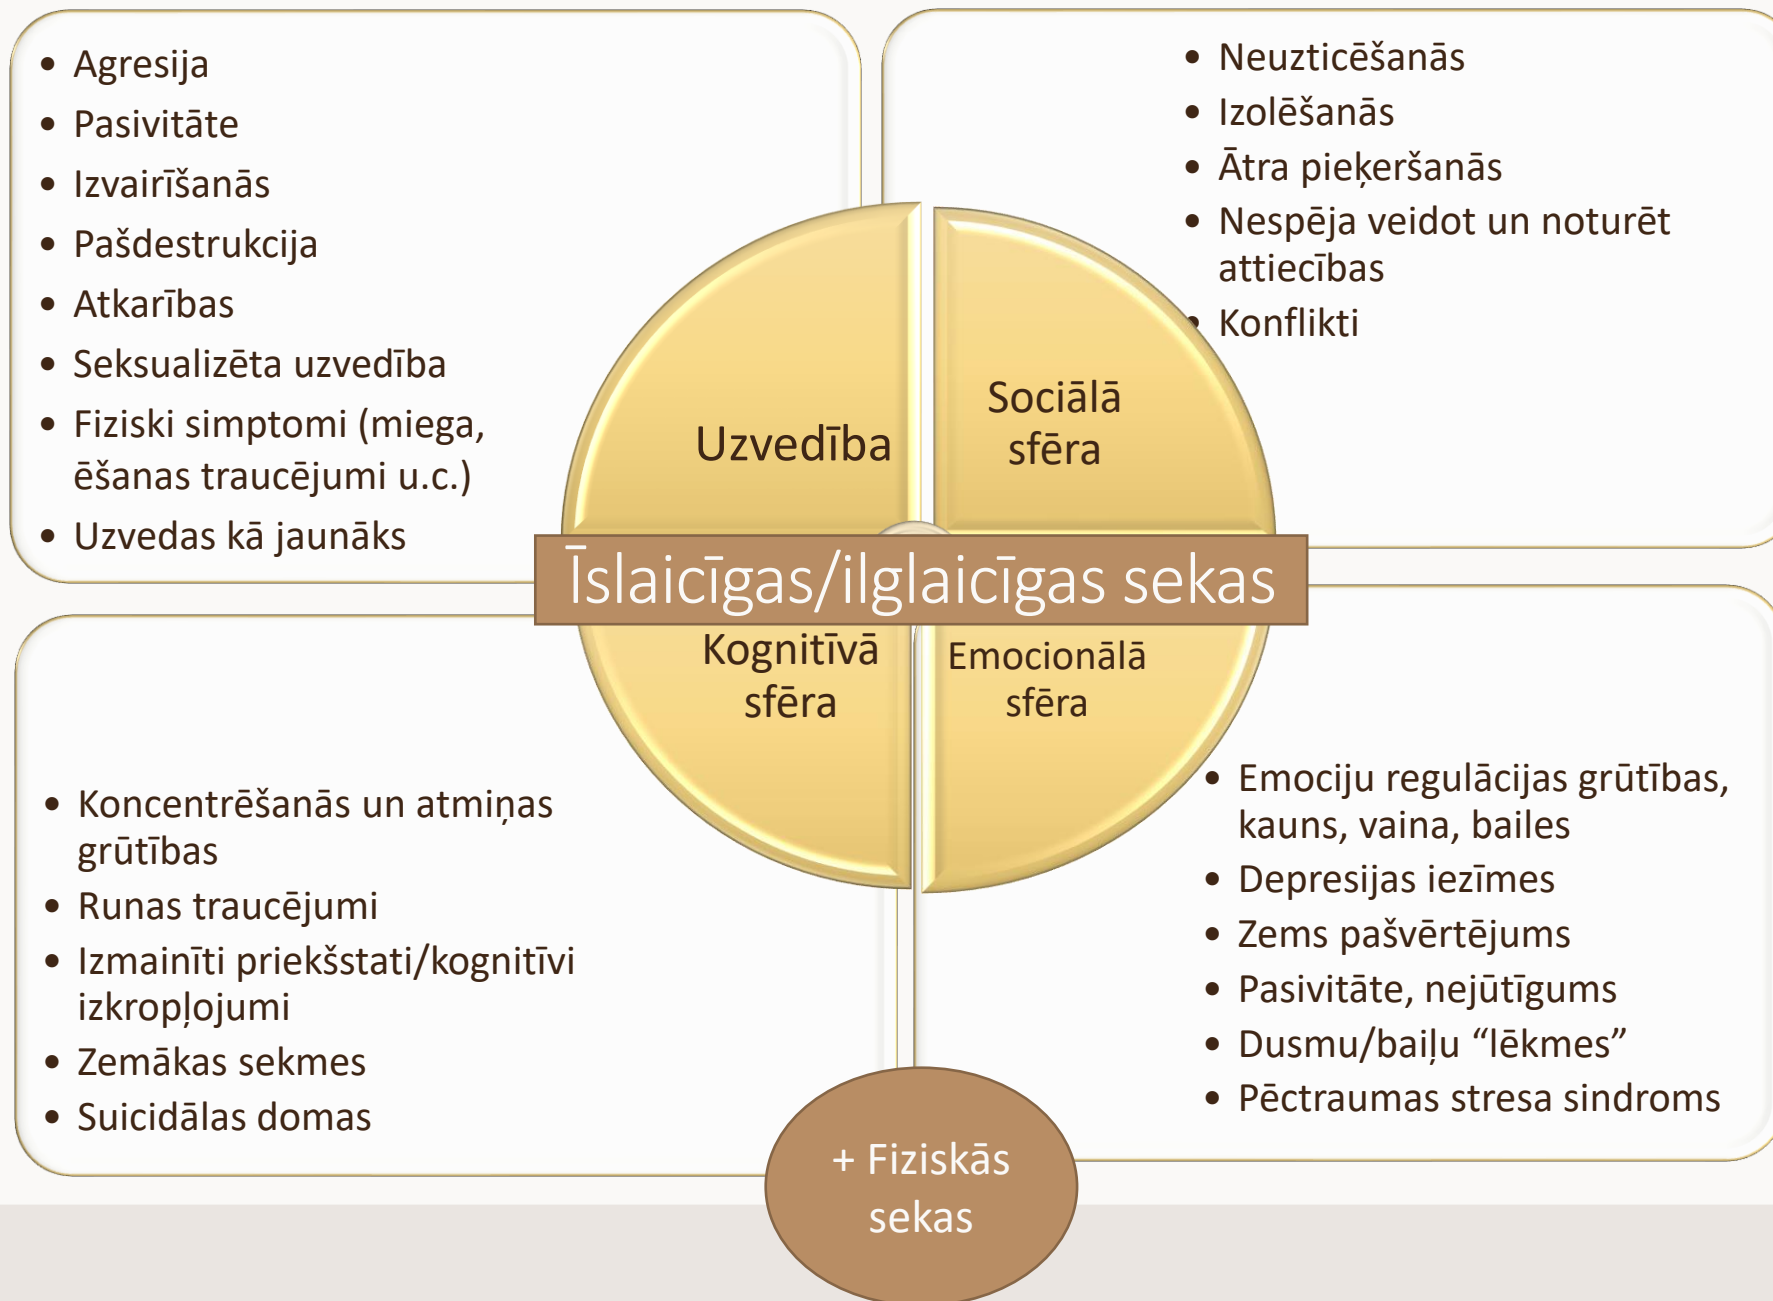 • Agresija
• Pasivitāte
• Izvairīšanās
• Pašdestrukcija
• Atkarības
• Seksualizēta uzvedība
• Fiziski simptomi (miega,
ēšanas traucējumi u.c.)
• Uzvedas kā jaunāks
• Neuzticēšanās
• Izolēšanās
• Ātra pieķeršanās
• Nespēja veidot un noturēt
attiecības
• Konflikti
Uzvedība
Sociālā
sfēra
Īslaicīgas/ilglaicīgas sekas
Kognitīvā
sfēra
Emocionālā
sfēra
• Koncentrēšanās un atmiņas
grūtības
• Runas traucējumi
• Izmainīti priekšstati/kognitīvi
izkropļojumi
• Zemākas sekmes
• Suicidālas domas
• Emociju regulācijas grūtības,
kauns, vaina, bailes
• Depresijas iezīmes
• Zems pašvērtējums
• Pasivitāte, nejūtīgums
• Dusmu/baiļu “lēkmes”
• Pēctraumas stresa sindroms
+ Fiziskās
sekas